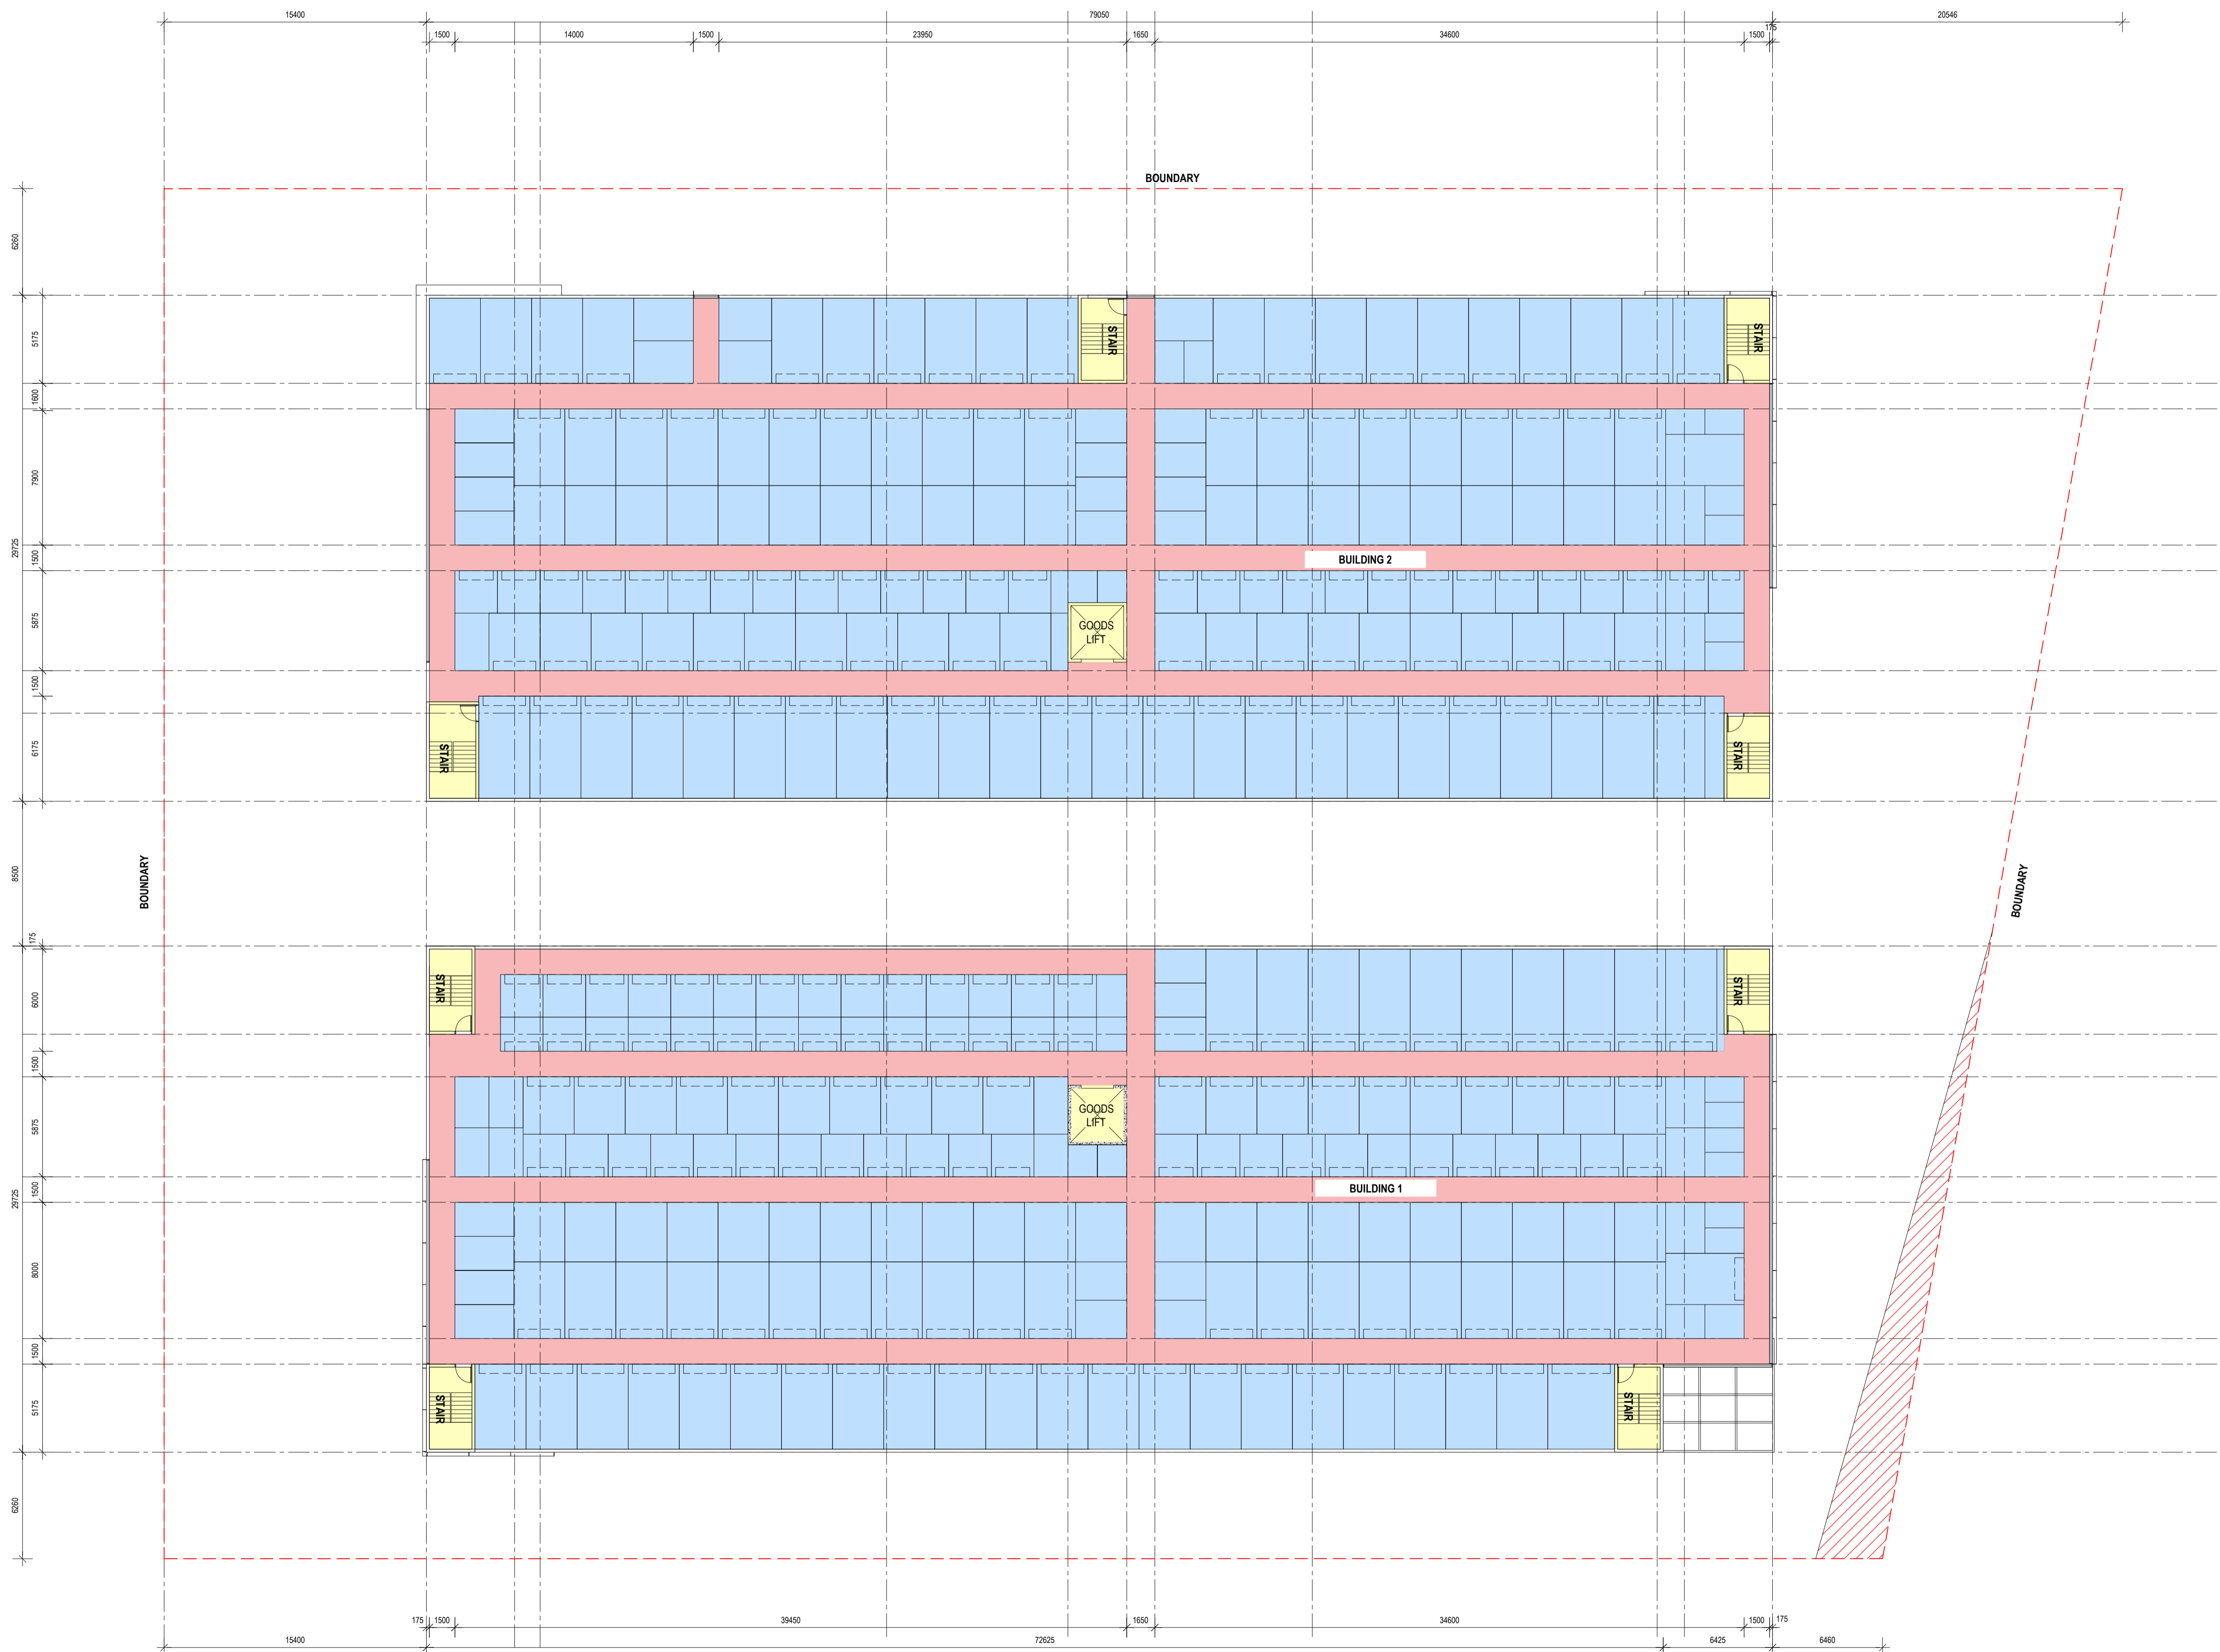 15400 79050 20546
1500 14000 1500 23950 1650 34600 1500 175
BOUNDARY
6260
5175
STAIR STAIR
1600
7900
29725
1500
BUILDING 2
5875
GOODS
LIFT
1500
6175
STAIR STAIR
8500
BOUNDARY
BOUNDARY
175
STAIR STAIR
6000
1500
5875
GOODS
LIFT
1500
29725
BUILDING 1
8000
1500
5175
STAIR STAIR
6260
175 1500 39450 1650 34600 1500 175
15400 72625 6425 6460